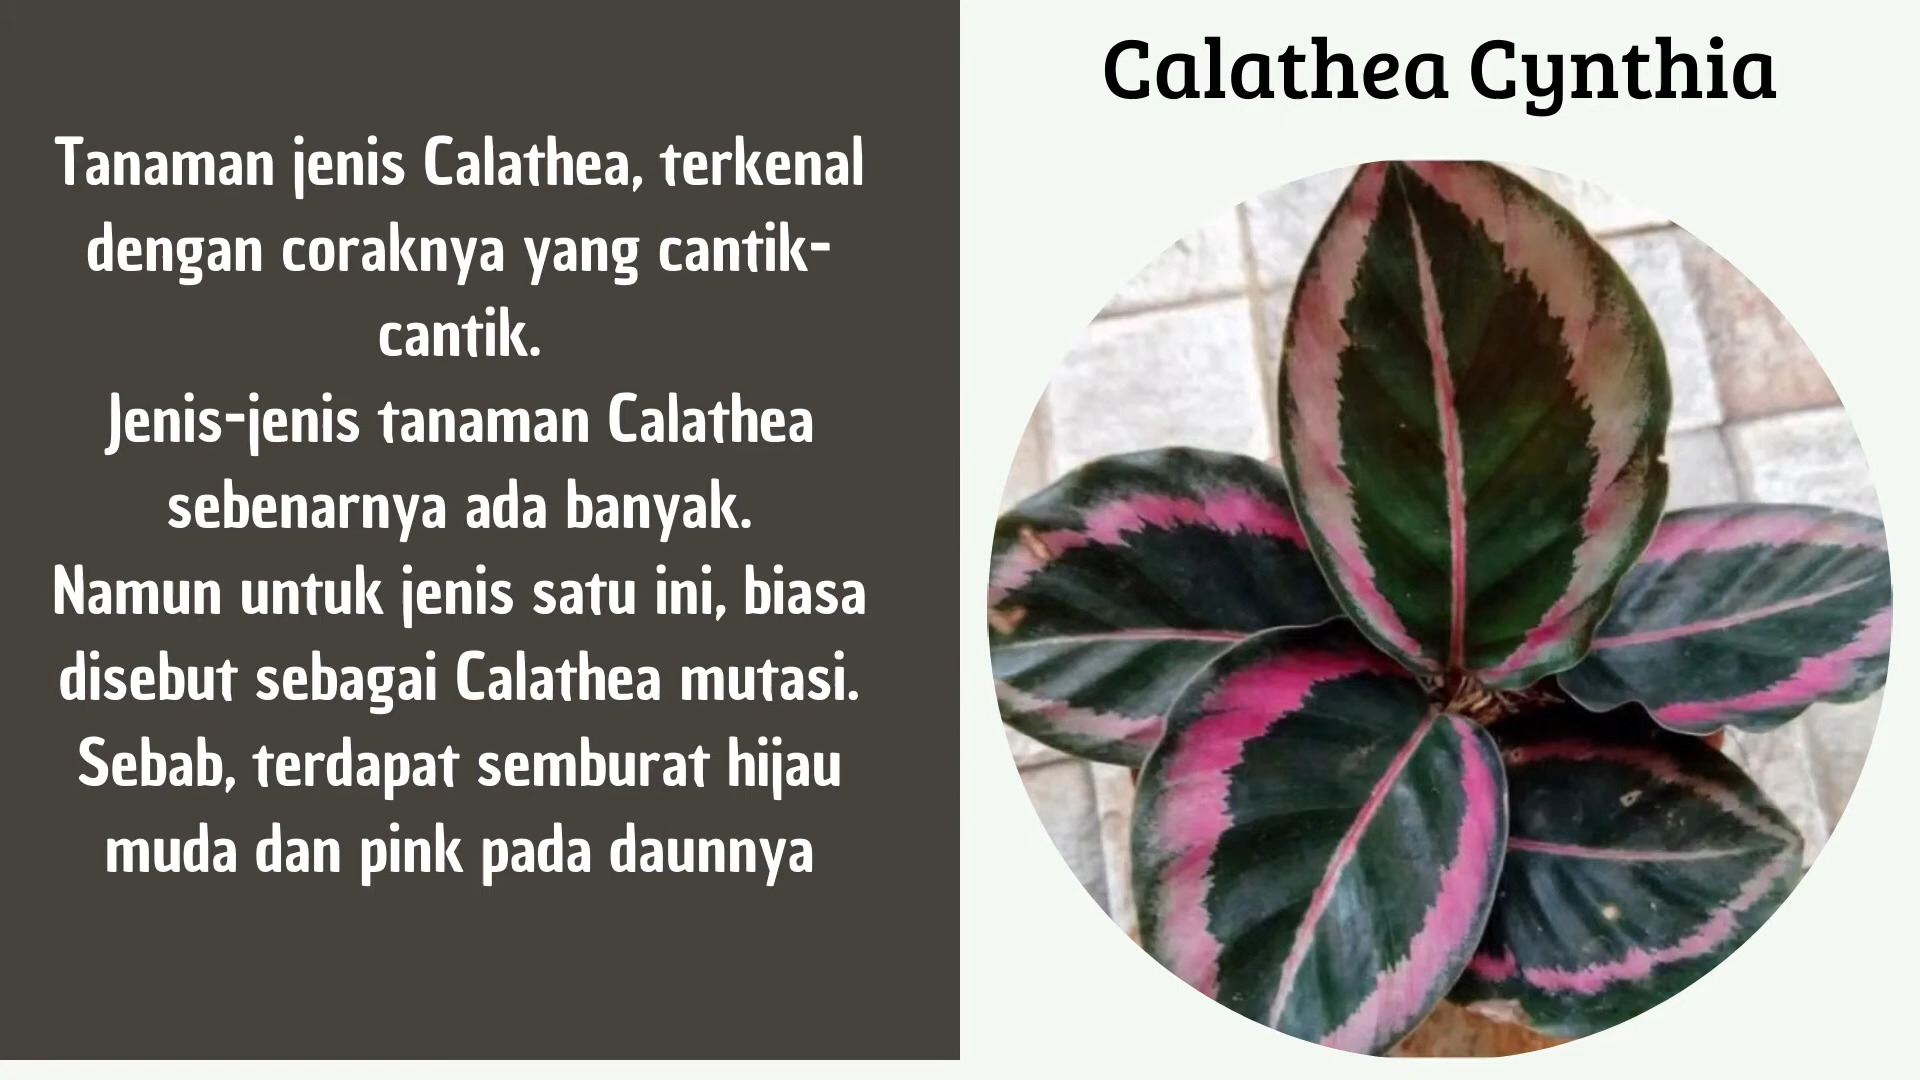 Calathea Cynthia
Tanaman jenis Calathea, terkenal
dengan coraknya yang cantik-
cantik.
Jenis-jenis tanaman Calathea
sebenarnya ada banyak.
Namun untuk jenis satu ini, biasa
disebut sebagai Calathea mutasi.
Sebab, terdapat semburat hijau
muda dan pink pada daunnya